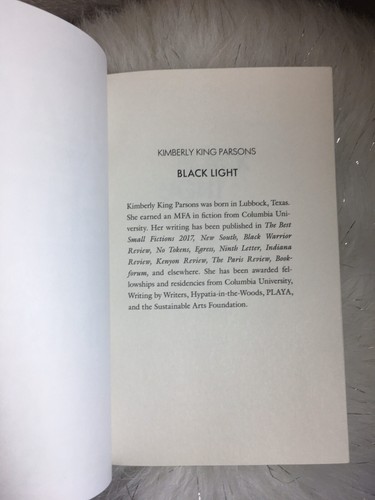 KIMBERLY KING PARSONS
BLACK LIGHT
Kimberly King Parsons was born in Lubbock, Texas.
She earned an MFA in fiction from Columbia Uni-
versity. Her writing has been published in The Best
Small Fictions 2017, New South, Black Warrior
Review, No Tokens, Egress, Ninth Letter, Indiana
Review, Kenyon Review, The Paris Review, Book-
forum, and elsewhere. She has been awarded fel-
lowships and residencies from Columbia University,
Writing by Writers, Hypatia-in-the-Woods, PLAYA,
and the Sustainable Arts Foundation.